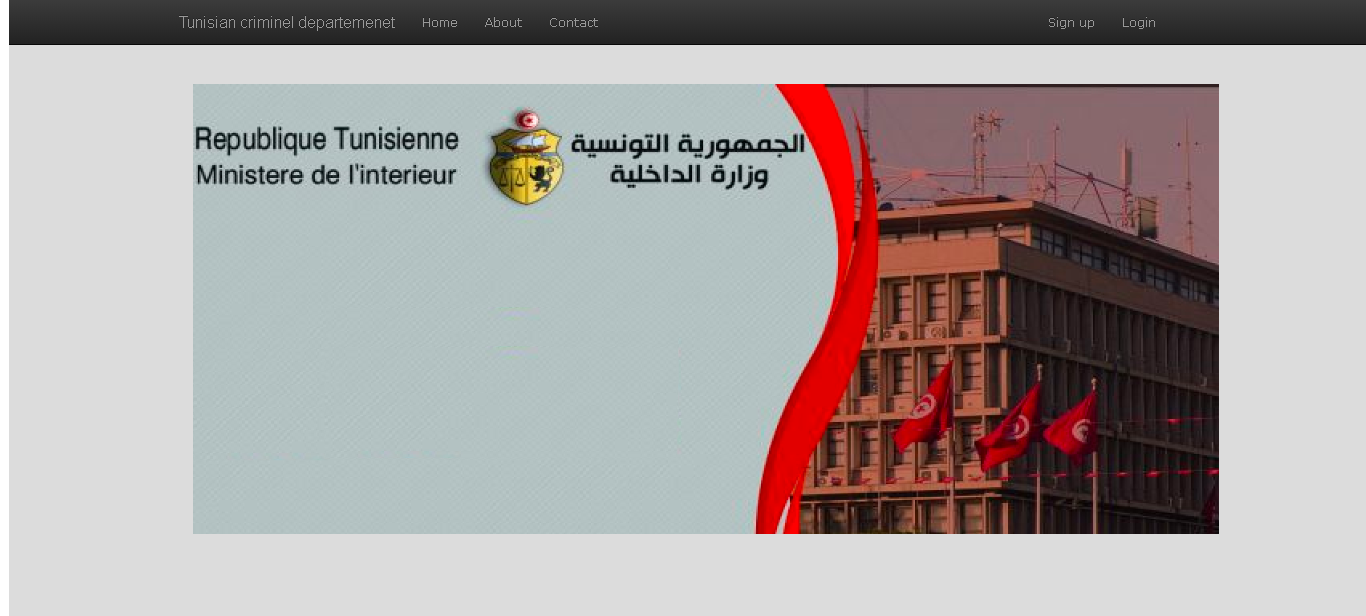 Tunisian criminel departemenet Home About Contact Sign up Login
Republique Tunisienne
Ministere de l'interieur
الجمهورية التونسية
وزارة الداخلية